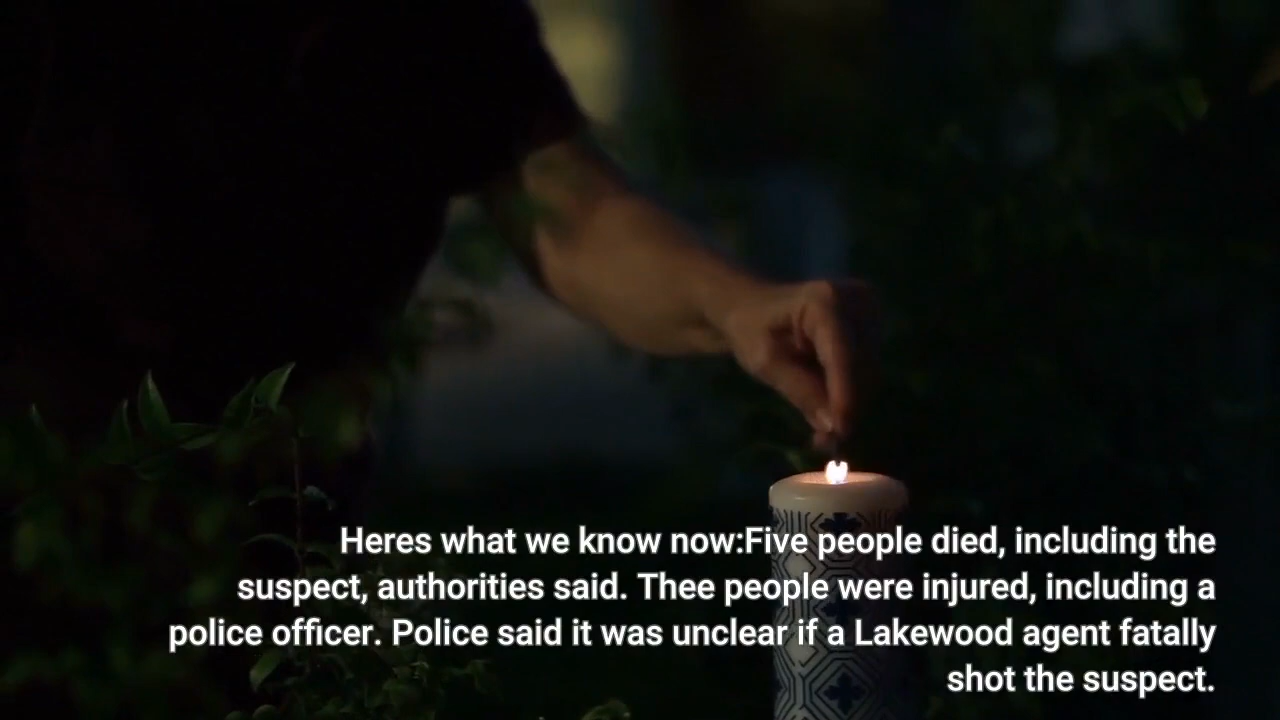 Heres what we know now:Five people died, including the
suspect, authorities said. Thee people were injured, including a
police officer. Police said it was unclear if a Lakewood agent fatally
shot the suspect.